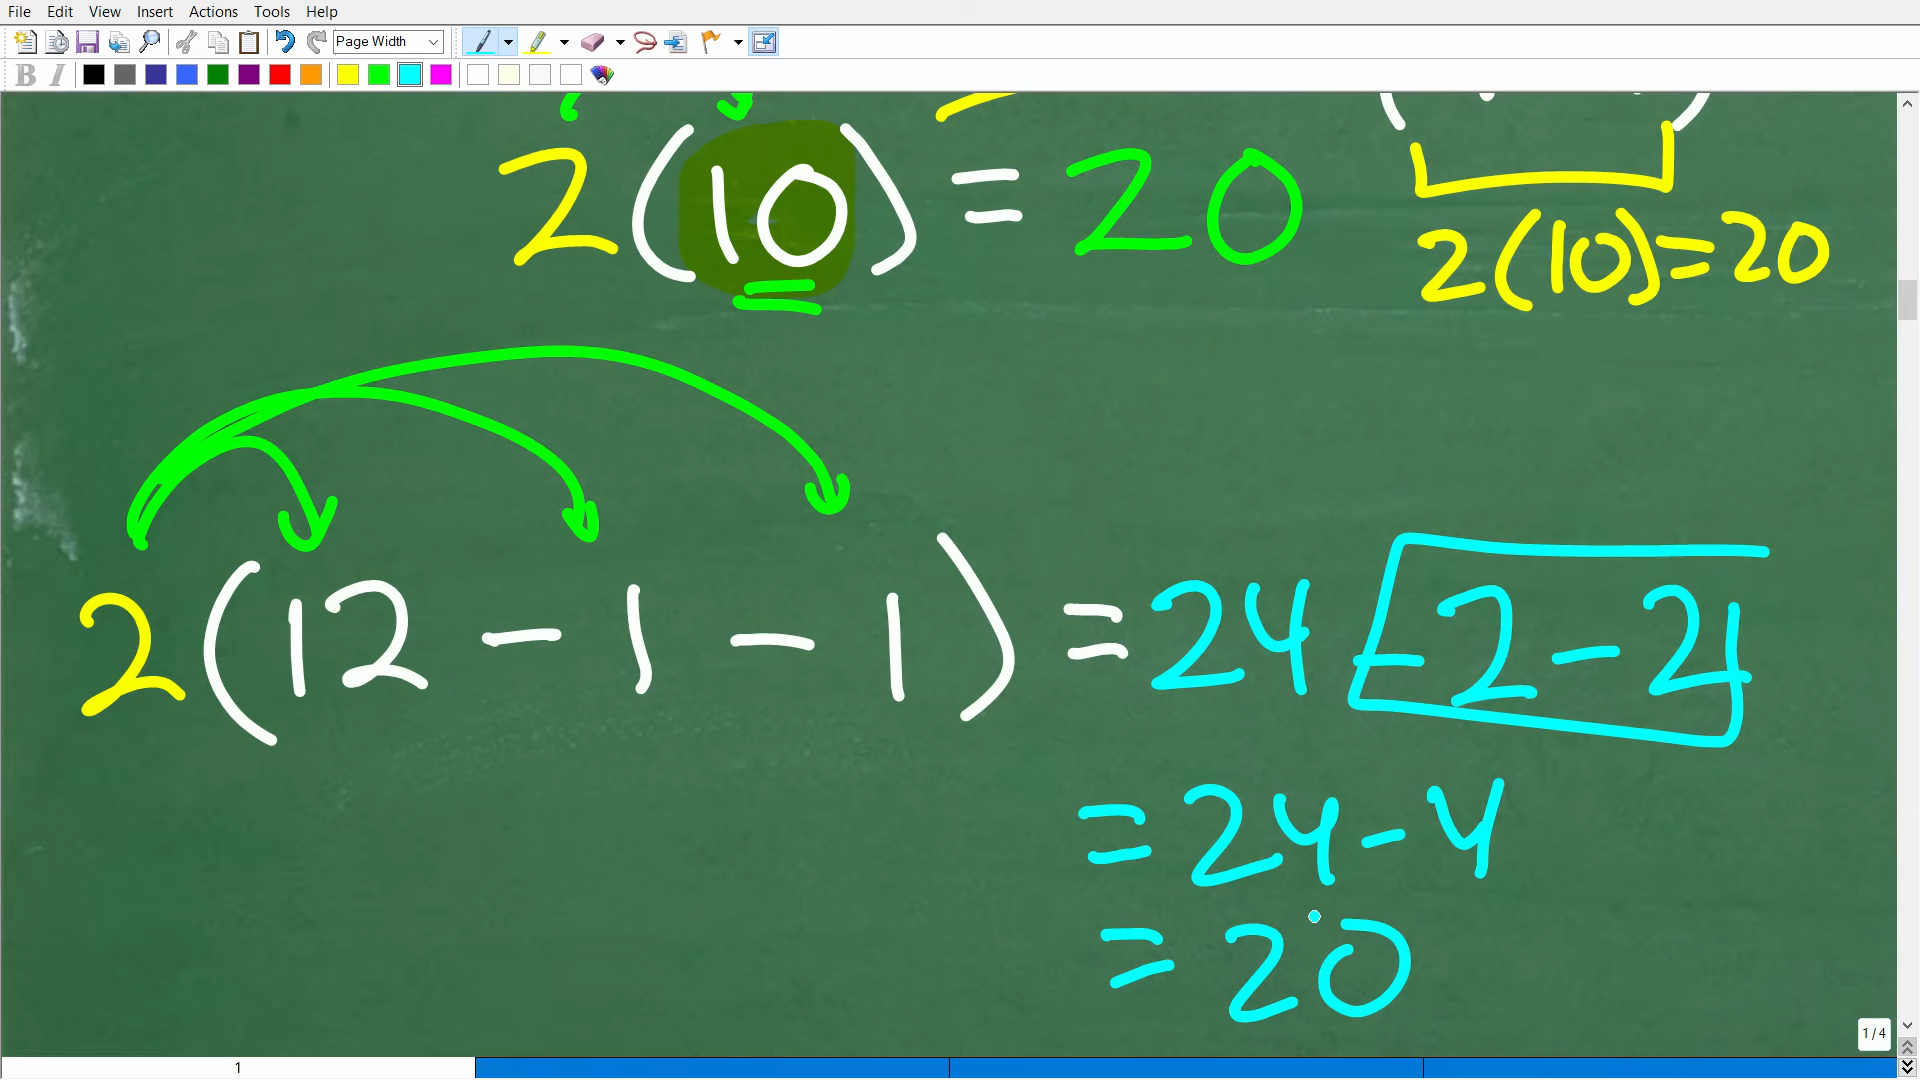 File Edit View Insert Actions Tools Help
Page Width
B I
2(10) = 20
2(10)=20
2(12 - 1 - 1) = 24 - 2 - 2
= 24 - 4
= 20
1 / 4
1